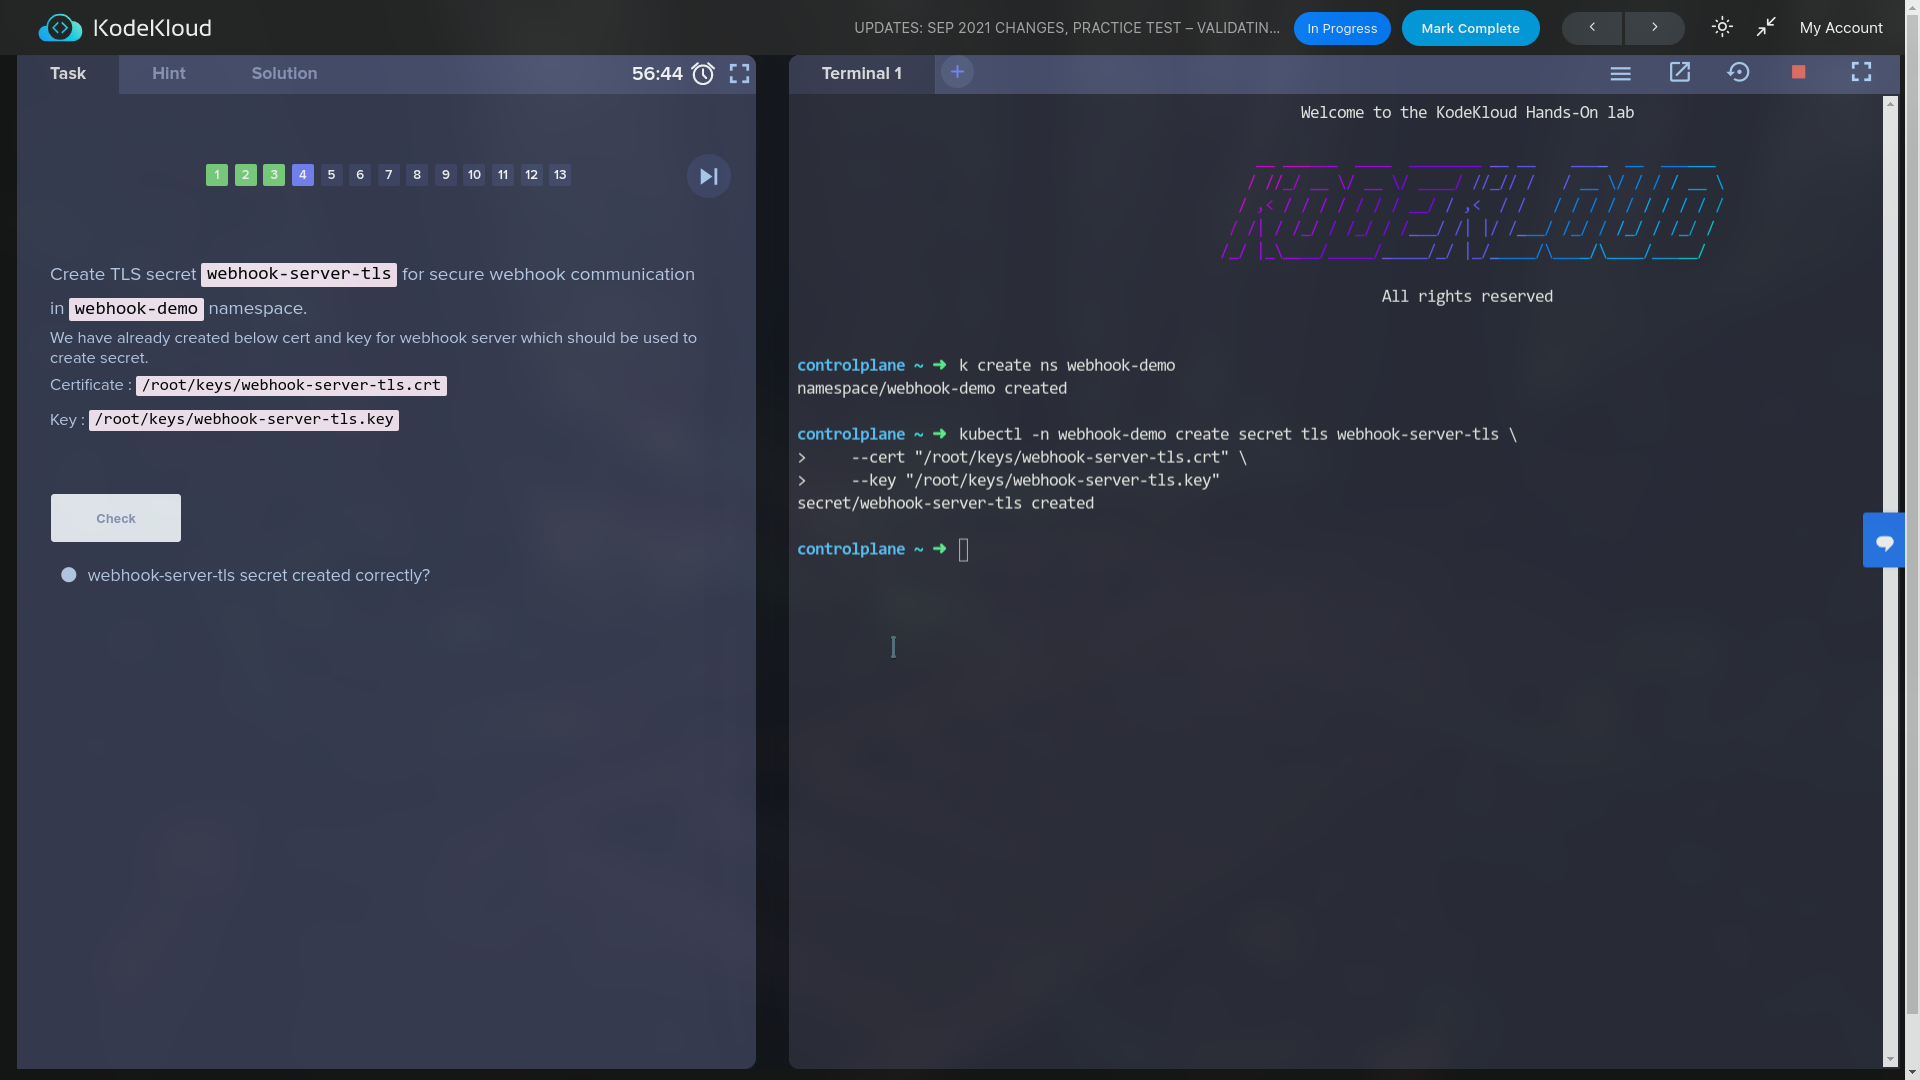 KodeKloud
UPDATES: SEP 2021 CHANGES, PRACTICE TEST – VALIDATIN...
In Progress
Mark Complete
My Account
Task
Hint
Solution
56:44
1 2 3 4 5 6 7 8 9 10 11 12 13
Create TLS secret webhook-server-tls for secure webhook communication
in webhook-demo namespace.
We have already created below cert and key for webhook server which should be used to
create secret.
Certificate : /root/keys/webhook-server-tls.crt
Key : /root/keys/webhook-server-tls.key
Check
webhook-server-tls secret created correctly?
Terminal 1
+
Welcome to the KodeKloud Hands-On lab
KODEKLOUD
All rights reserved
controlplane ~ ➜ k create ns webhook-demo
namespace/webhook-demo created
controlplane ~ ➜ kubectl -n webhook-demo create secret tls webhook-server-tls \
> --cert "/root/keys/webhook-server-tls.crt" \
> --key "/root/keys/webhook-server-tls.key"
secret/webhook-server-tls created
controlplane ~ ➜